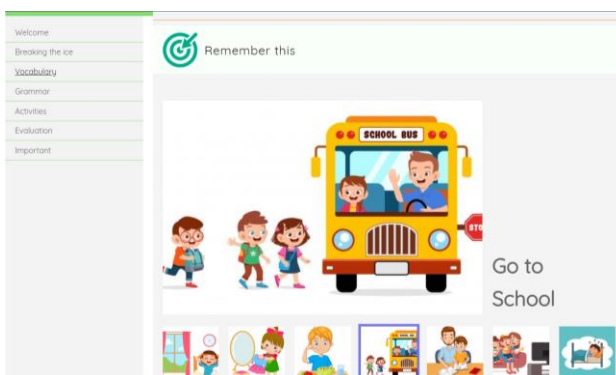 Welcome
Breaking the ice
Vocabulary
Grammar
Activities
Evaluation
Important
Remember this
SCHOOL BUS
STO
Go to
School